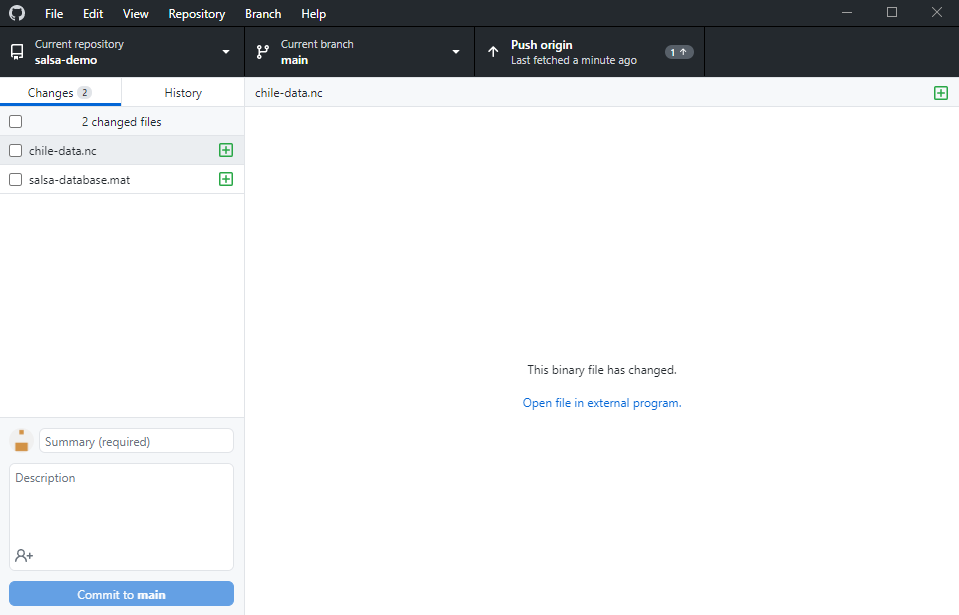 File Edit View Repository Branch Help
Current repository
salsa-demo
Current branch
main
Push origin
Last fetched a minute ago
1
Changes 2
History
chile-data.nc
2 changed files
chile-data.nc
salsa-database.mat
This binary file has changed.
Open file in external program.
Summary (required)
Description
Commit to main